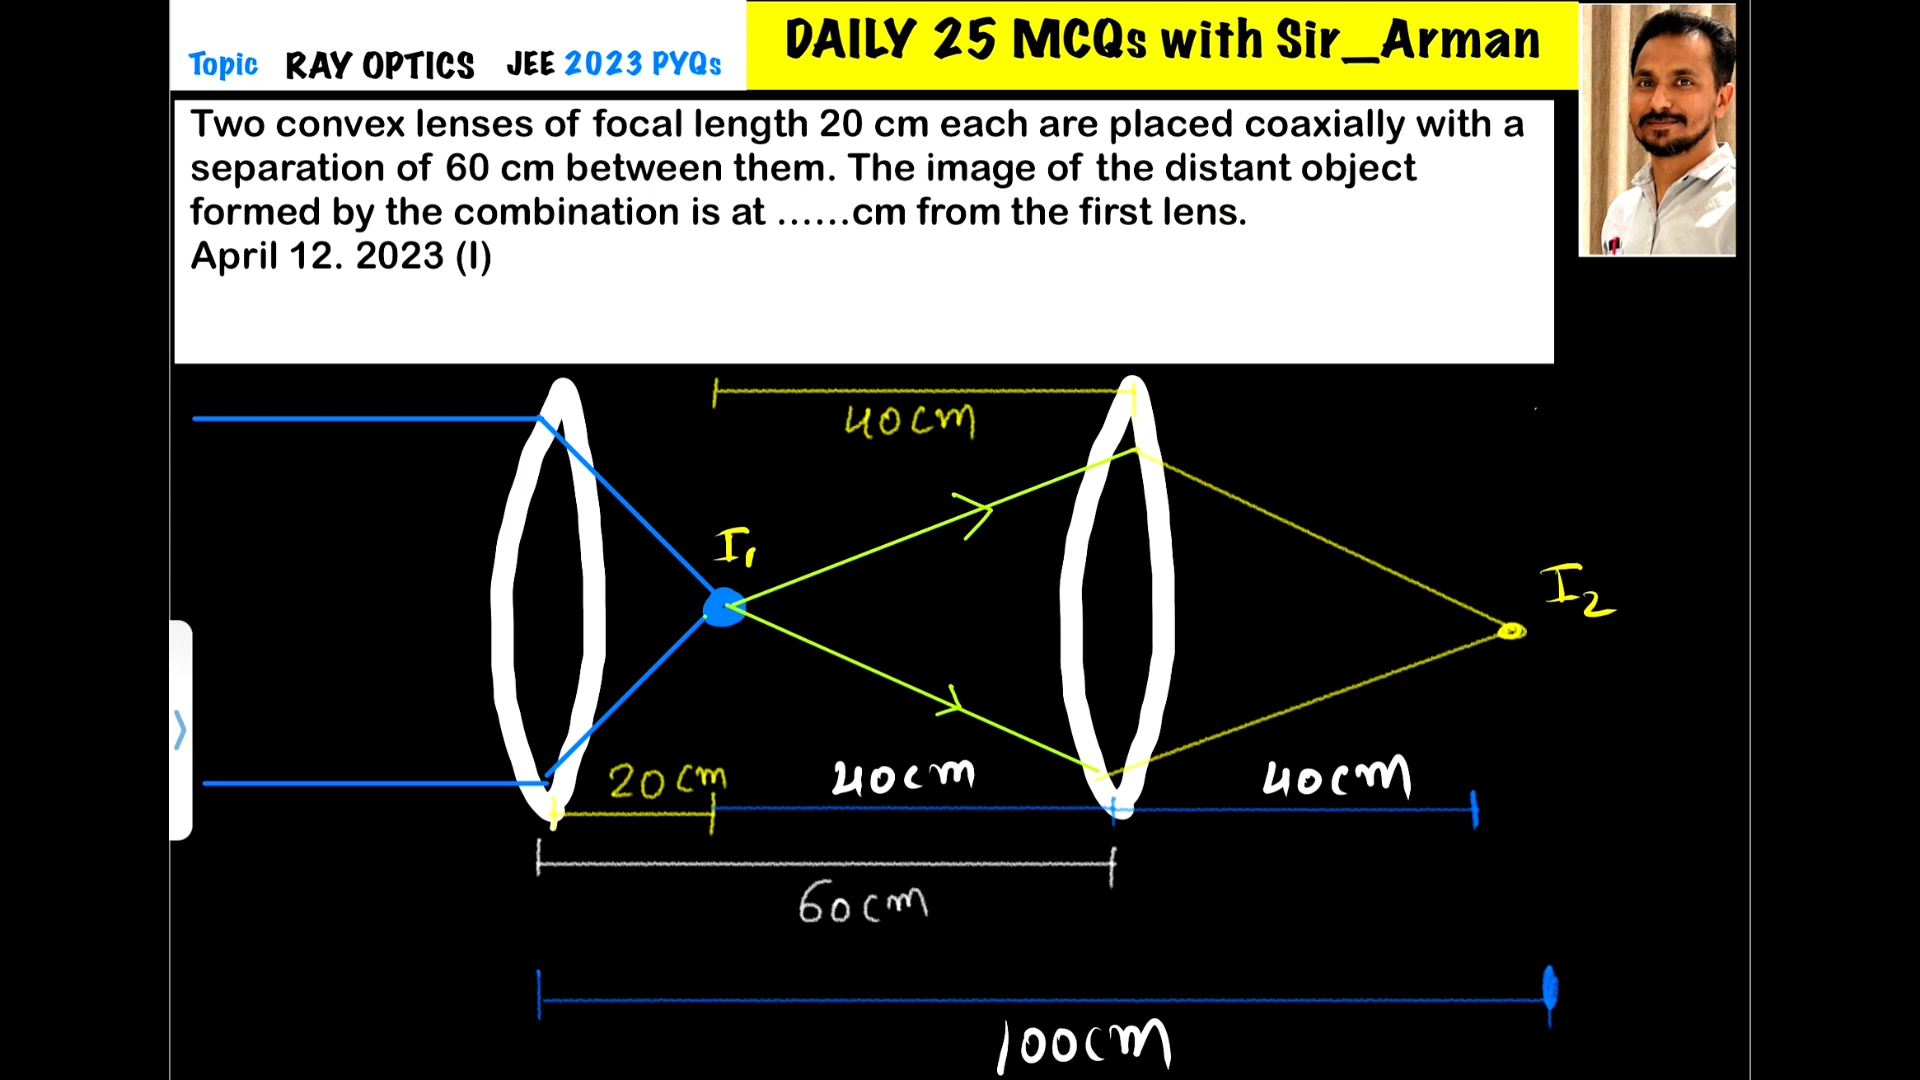 Topic RAY OPTICS JEE 2023 PYQs
DAILY 25 MCQs with Sir_Arman
Two convex lenses of focal length 20 cm each are placed coaxially with a
separation of 60 cm between them. The image of the distant object
formed by the combination is at ......cm from the first lens.
April 12. 2023 (I)
40cm
I1
I2
20cm
40cm
40cm
60cm
100cm